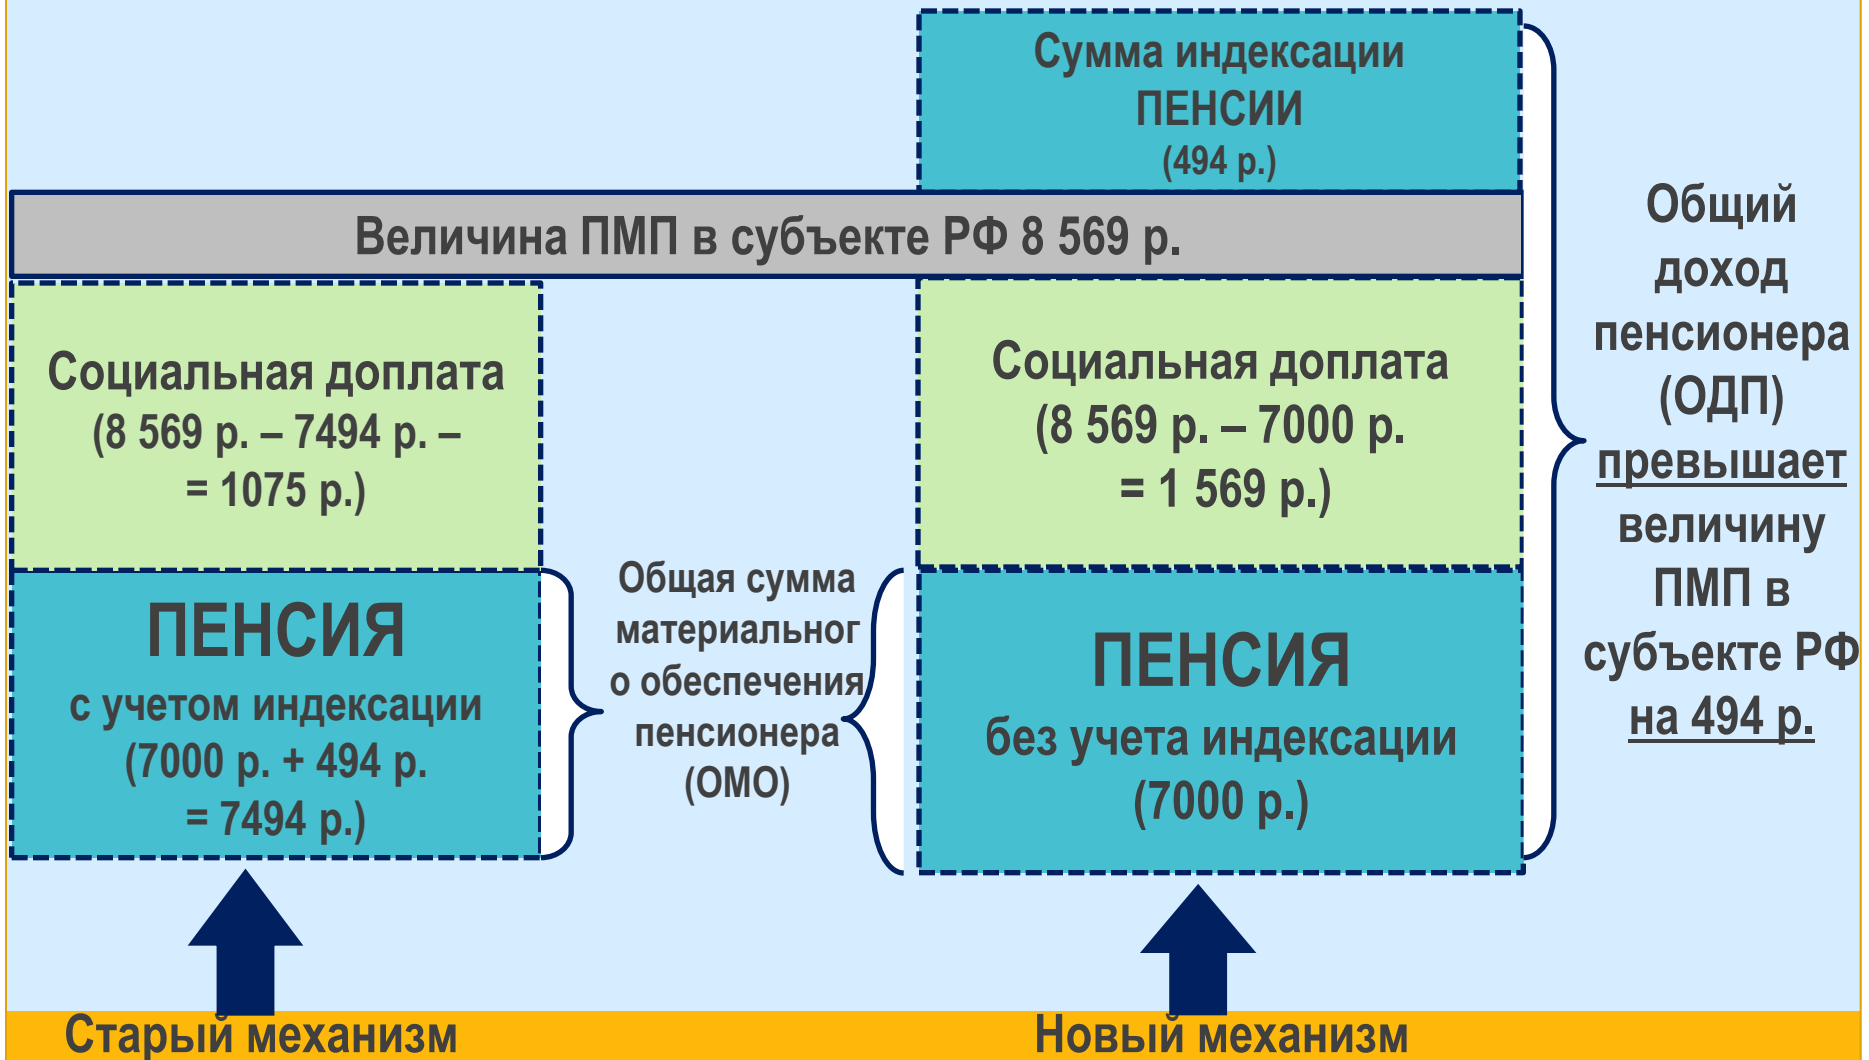 Сумма индексации
ПЕНСИИ
(494 р.)
Величина ПМП в субъекте РФ 8 569 р.
Социальная доплата
(8 569 р. – 7494 р. –
= 1075 р.)
ПЕНСИЯ
с учетом индексации
(7000 р. + 494 р.
= 7494 р.)
Общая сумма
материальног
о обеспечения
пенсионера
(ОМО)
Социальная доплата
(8 569 р. – 7000 р.
= 1 569 р.)
ПЕНСИЯ
без учета индексации
(7000 р.)
Общий
доход
пенсионера
(ОДП)
превышает
величину
ПМП в
субъекте РФ
на 494 р.
Старый механизм
Новый механизм